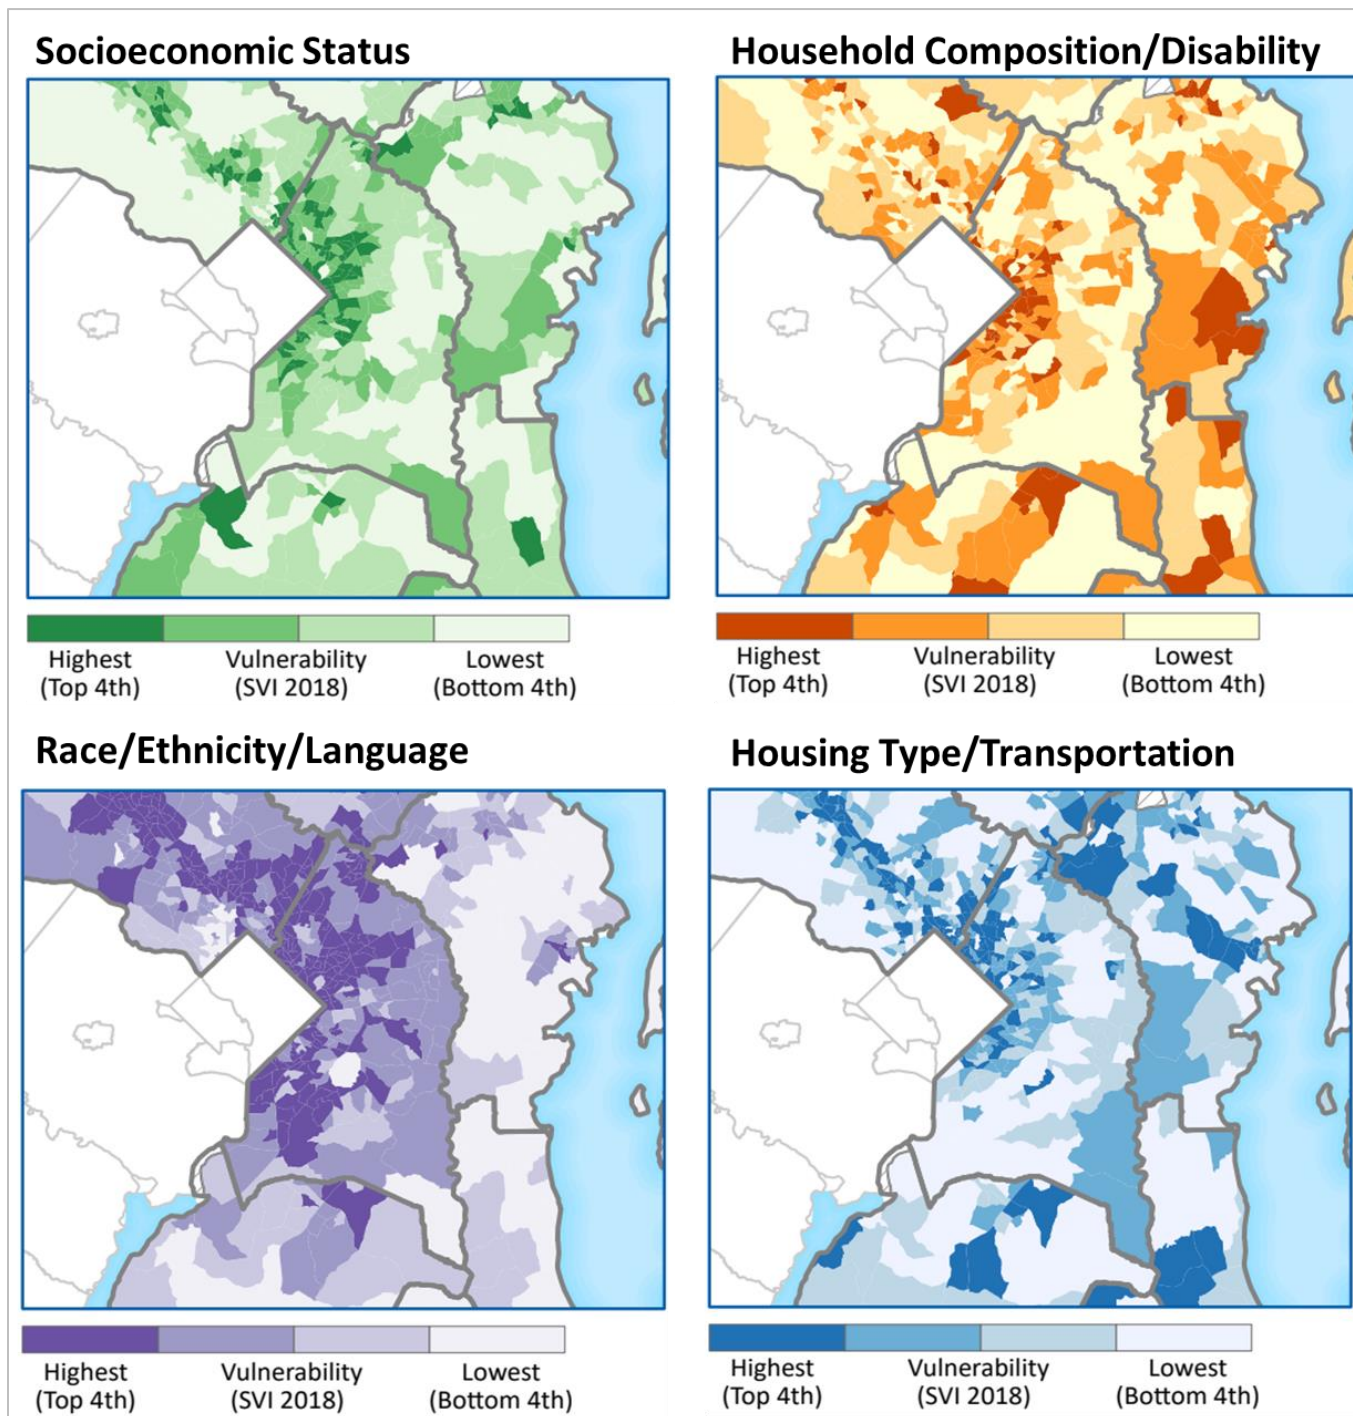 Socioeconomic Status
Household Composition/Disability
Highest
(Top 4th)
Vulnerability
(SVI 2018)
Lowest
(Bottom 4th)
Highest
(Top 4th)
Vulnerability
(SVI 2018)
Lowest
(Bottom 4th)
Race/Ethnicity/Language
Housing Type/Transportation
Highest
(Top 4th)
Vulnerability
(SVI 2018)
Lowest
(Bottom 4th)
Highest
(Top 4th)
Vulnerability
(SVI 2018)
Lowest
(Bottom 4th)